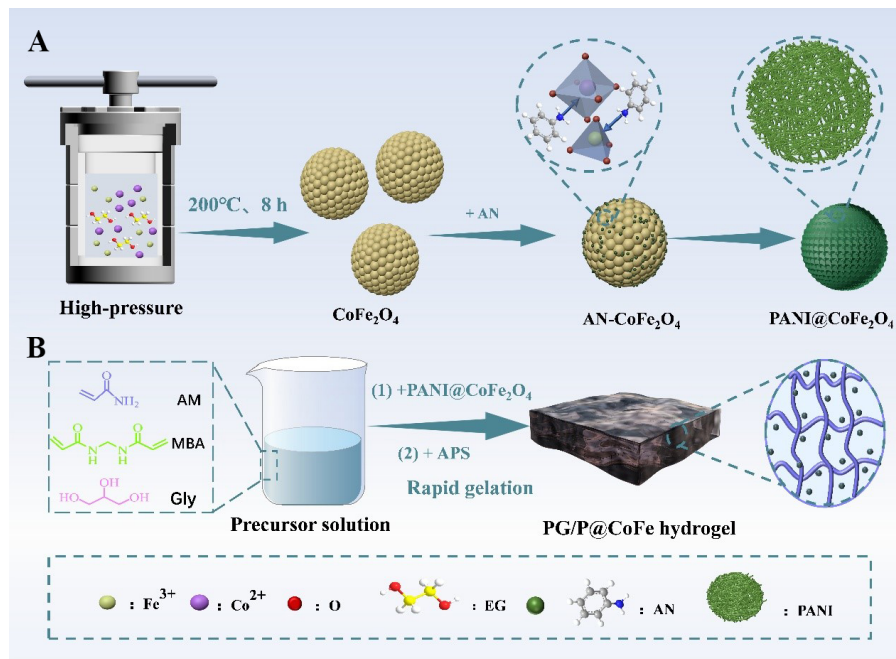 A
200℃、8 h
+ AN
High-pressure
CoFe₂O₄
AN-CoFe₂O₄
PANI@CoFe₂O₄
B
O
NH₂
AM
O
O
N
H
N
H
MBA
OH
HO
OH
Gly
Precursor solution
(1) +PANI@CoFe₂O₄
(2) + APS
Rapid gelation
PG/P@CoFe hydrogel
: Fe³⁺
: Co²⁺
: O
: EG
: AN
: PANI